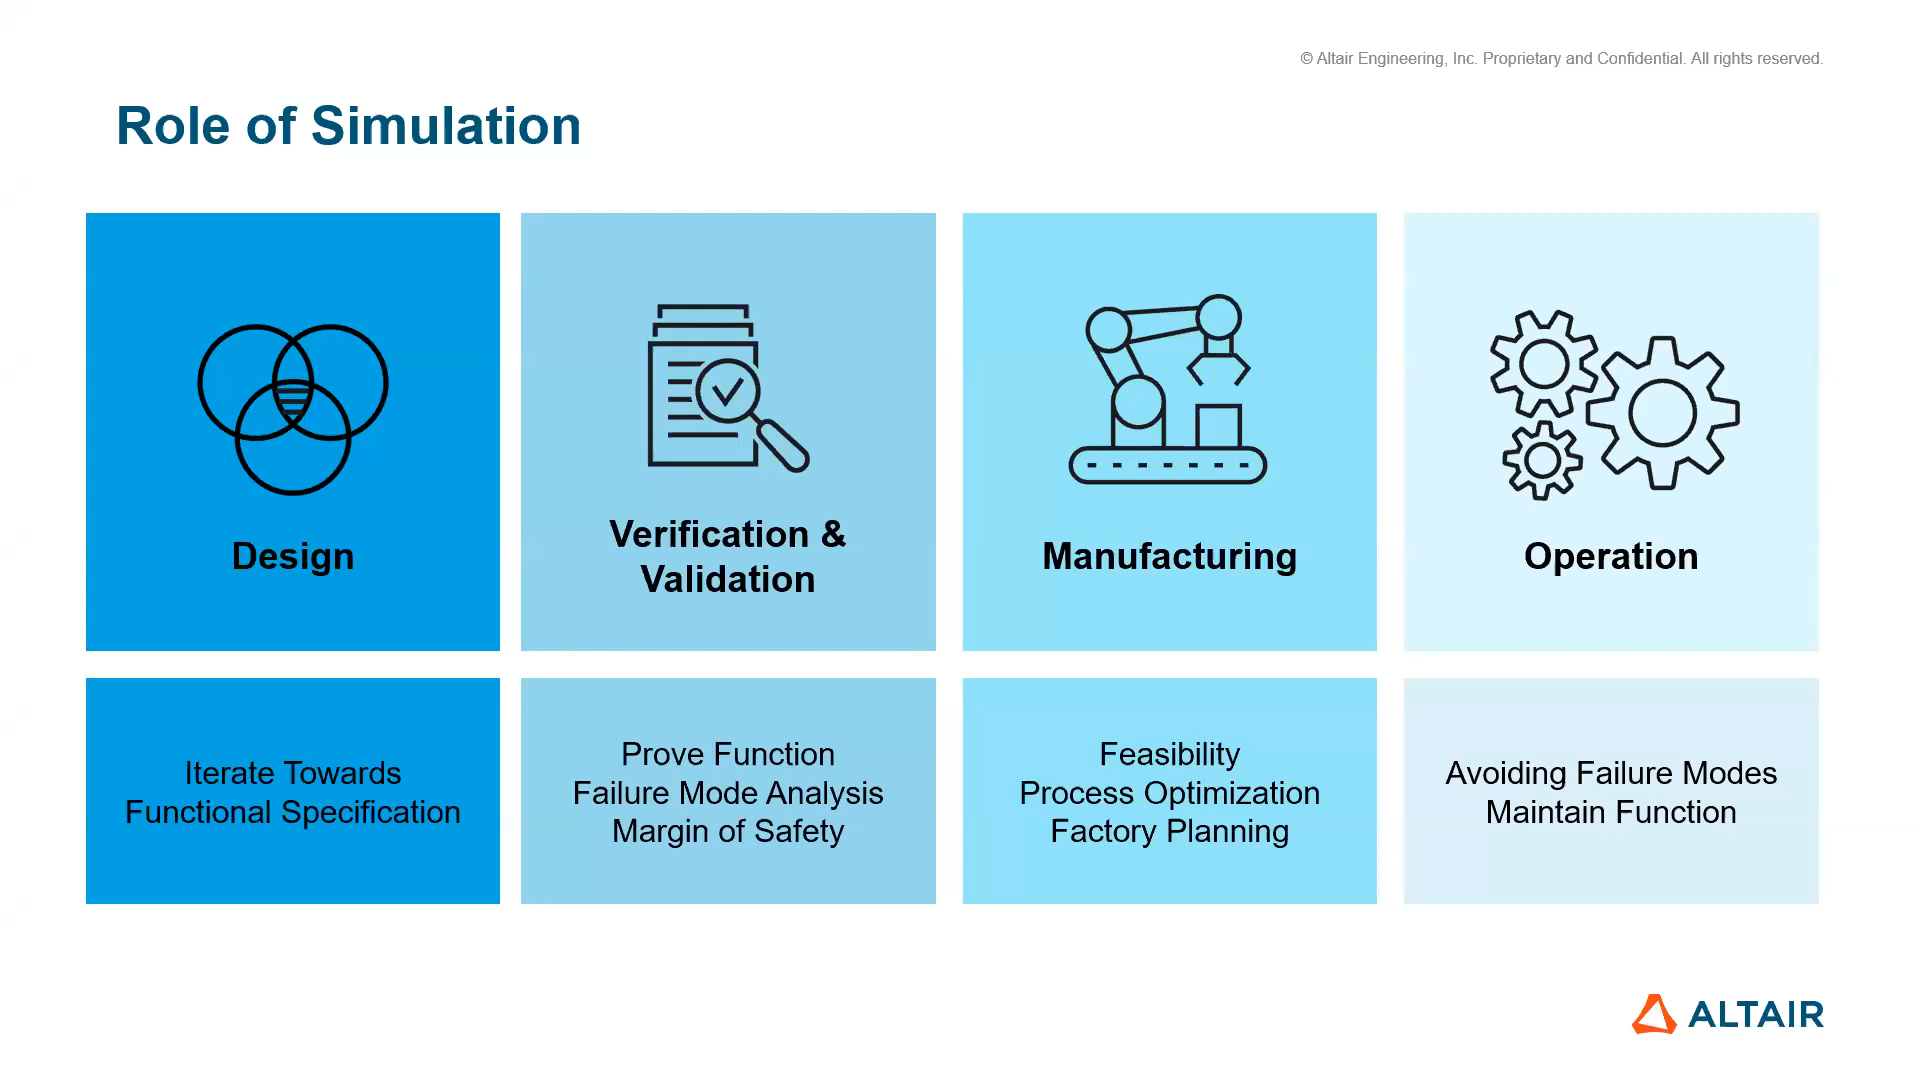 © Altair Engineering, Inc. Proprietary and Confidential. All rights reserved.
Role of Simulation
Design
Verification &
Validation
Manufacturing
Operation
Iterate Towards
Functional Specification
Prove Function
Failure Mode Analysis
Margin of Safety
Feasibility
Process Optimization
Factory Planning
Avoiding Failure Modes
Maintain Function
ALTAIR